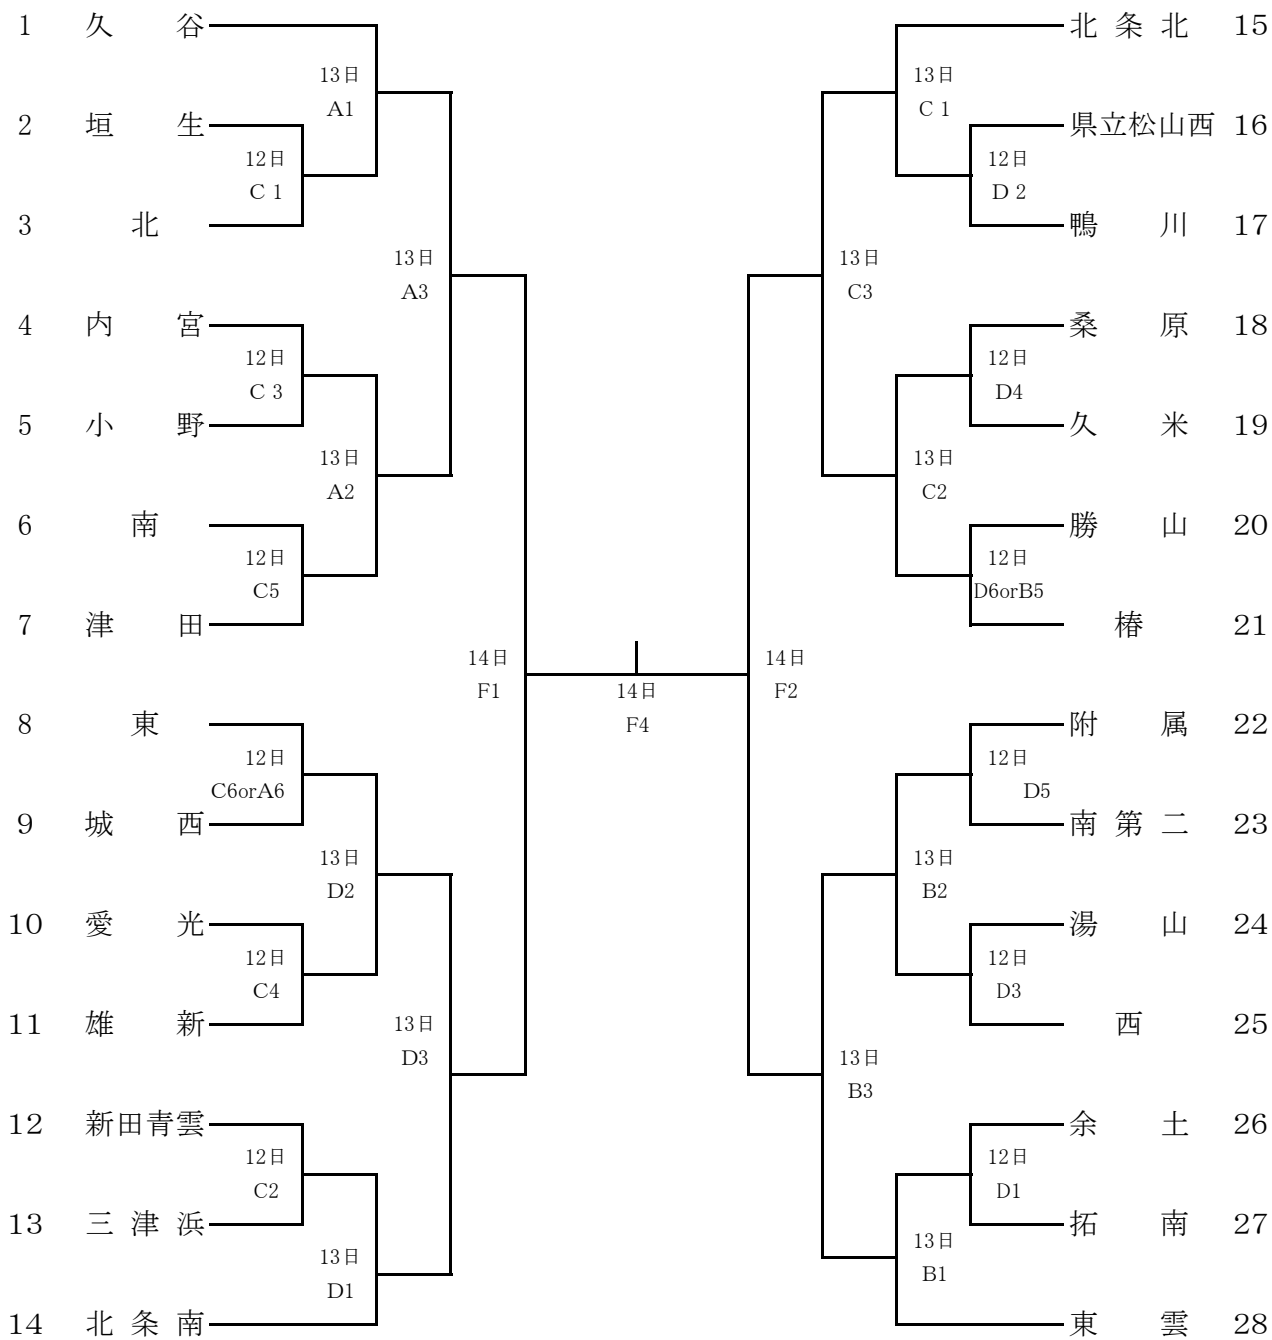 1 久谷
13日
A1
2 垣生
12日
C 1
3 北
13日
A3
4 内宮
12日
C 3
5 小野
13日
A2
6 南
12日
C5
7 津田
14日
F1
8 東
12日
C6orA6
9 城西
13日
D2
10 愛光
12日
C4
11 雄新
13日
D3
12 新田青雲
12日
C2
13 三津浜
13日
D1
14 北条南
14日
F4
北条北 15
13日
C 1
県立松山西 16
12日
D 2
鴨川 17
13日
C3
桑原 18
12日
D4
久米 19
13日
C2
勝山 20
12日
D6orB5
椿 21
14日
F2
附属 22
12日
D5
南第二 23
13日
B2
湯山 24
12日
D3
西 25
13日
B3
余土 26
12日
D1
拓南 27
13日
B1
東雲 28